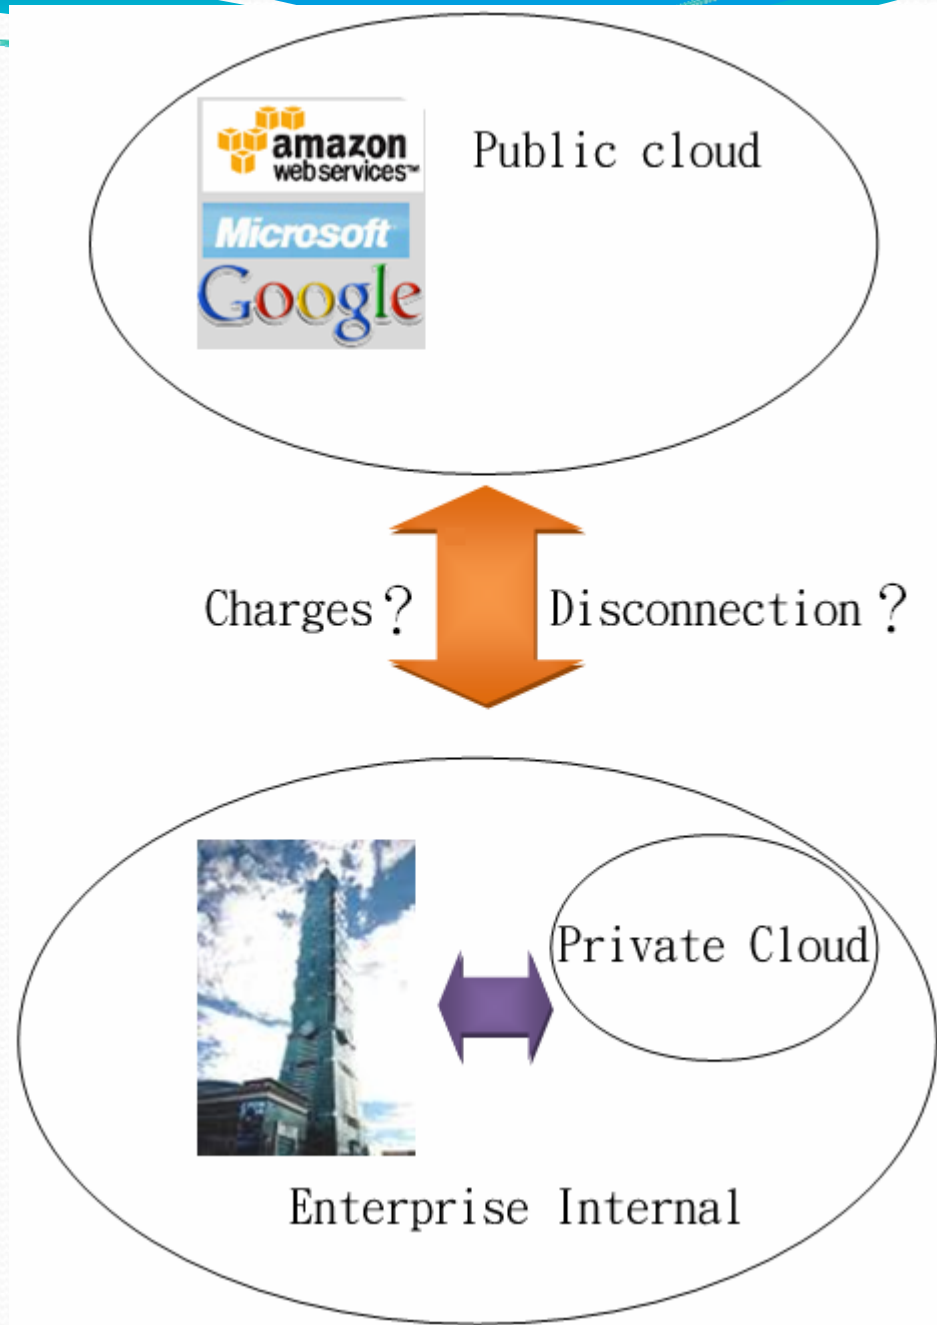 amazon
webservices™
Public cloud
Microsoft
Google
Charges？
Disconnection？
Private Cloud
Enterprise Internal